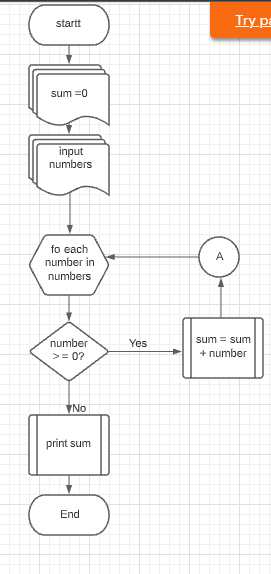 startt
Try pa
sum =0
input
numbers
fo each
number in
numbers
A
number
>= 0?
Yes
sum = sum
+ number
No
print sum
End